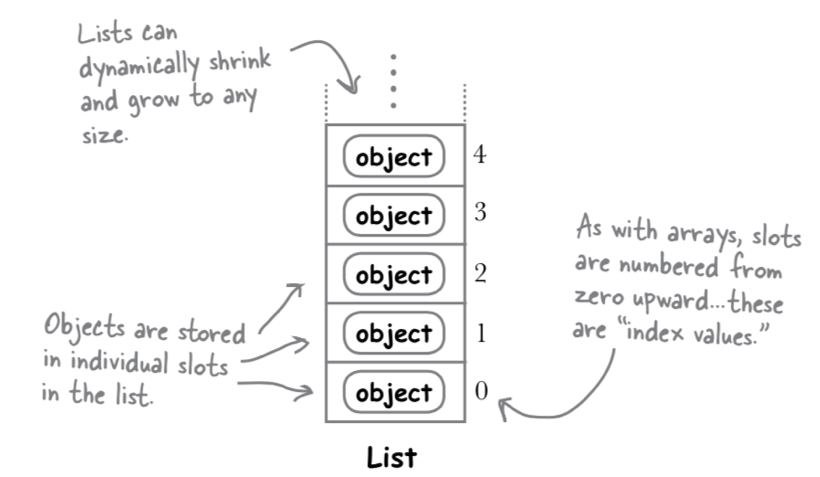 Lists can
dynamically shrink
and grow to any
size.
object 4
object 3
object 2
object 1
object 0
List
Objects are stored
in individual slots
in the list.
As with arrays, slots
are numbered from
zero upward...these
are “index values.”